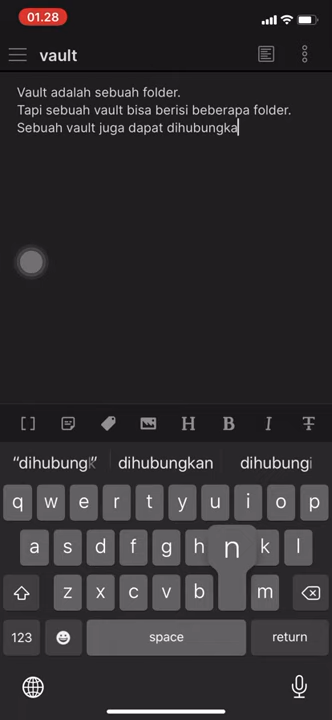 01.28
vault
Vault adalah sebuah folder.
Tapi sebuah vault bisa berisi beberapa folder.
Sebuah vault juga dapat dihubungka
[] H B I T
“dihubungk” dihubungkan dihubungi
q w e r t y u i o p
a s d f g h n k l
z x c v b m
123 space return